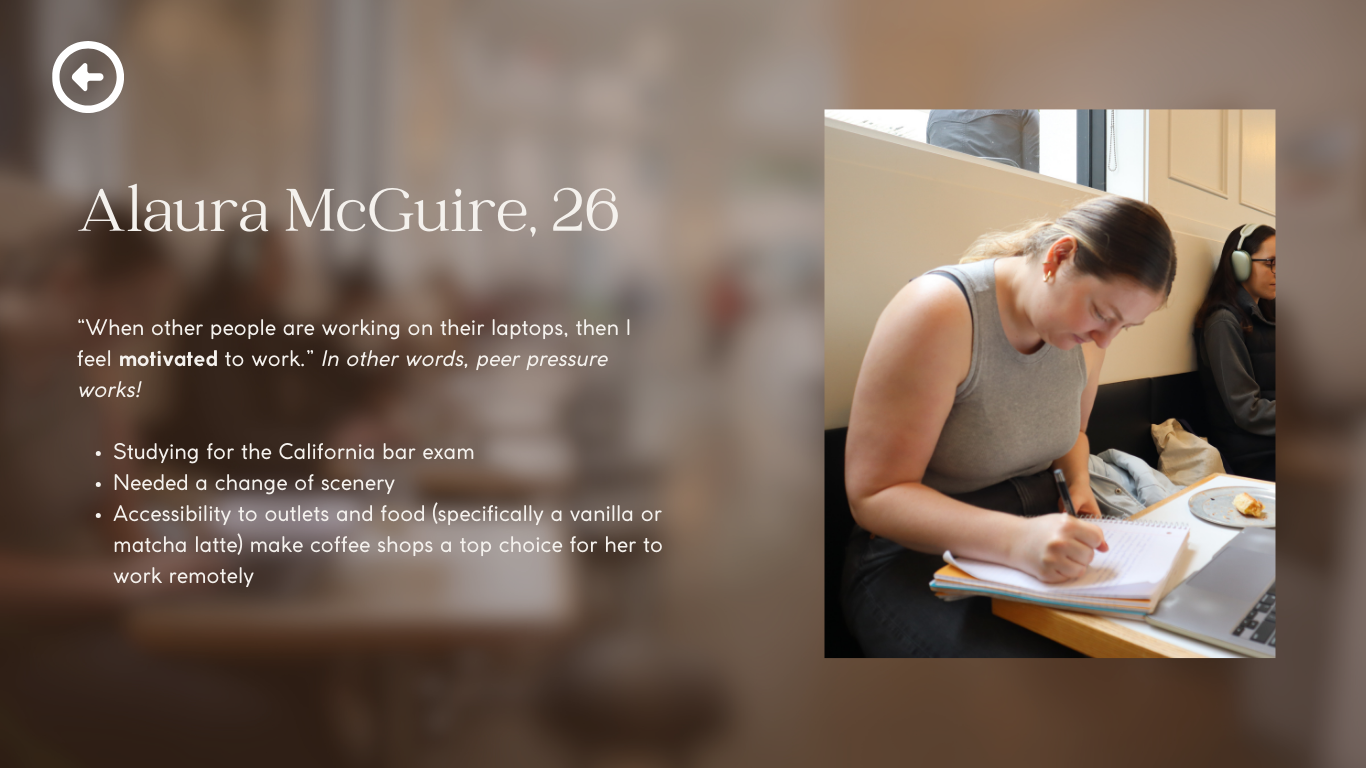 Alaura McGuire, 26
“When other people are working on their laptops, then I
feel motivated to work.” In other words, peer pressure
works!
• Studying for the California bar exam
• Needed a change of scenery
• Accessibility to outlets and food (specifically a vanilla or
matcha latte) make coffee shops a top choice for her to
work remotely